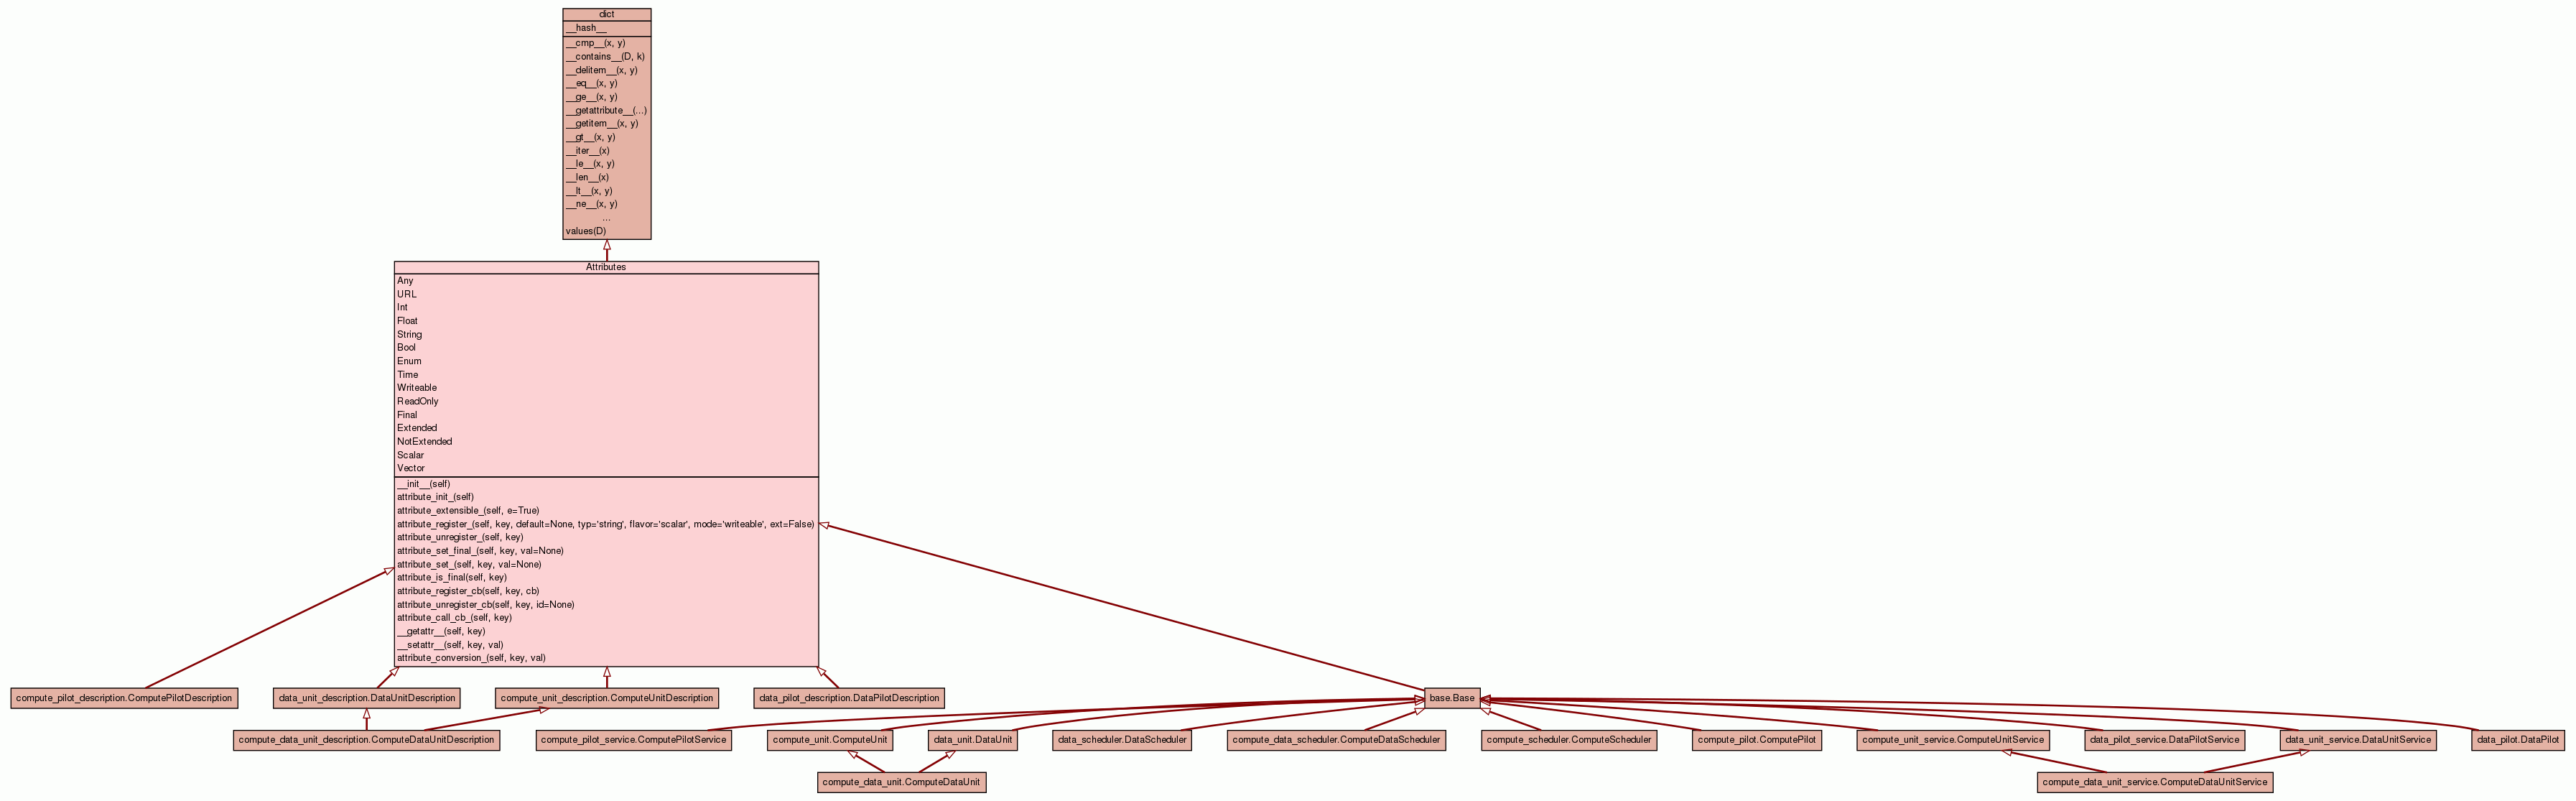 dict
__hash__
__cmp__(x, y)
__contains__(D, k)
__delitem__(x, y)
__eq__(x, y)
__ge__(x, y)
__getattribute__(...)
__getitem__(x, y)
__gt__(x, y)
__iter__(x)
__le__(x, y)
__len__(x)
__lt__(x, y)
__ne__(x, y)
...
values(D)
Attributes
Any
URL
Int
Float
String
Bool
Enum
Time
Writeable
ReadOnly
Final
Extended
NotExtended
Scalar
Vector
__init__(self)
attribute_init_(self)
attribute_extensible_(self, e=True)
attribute_register_(self, key, default=None, typ='string', flavor='scalar', mode='writeable', ext=False)
attribute_unregister_(self, key)
attribute_set_final_(self, key, val=None)
attribute_set_(self, key, val=None)
attribute_is_final(self, key)
attribute_register_cb(self, key, cb)
attribute_unregister_cb(self, key, id=None)
attribute_call_cb_(self, key)
__getattr__(self, key)
__setattr__(self, key, val)
attribute_conversion_(self, key, val)
compute_pilot_description.ComputePilotDescription
data_unit_description.DataUnitDescription
compute_unit_description.ComputeUnitDescription
data_pilot_description.DataPilotDescription
base.Base
compute_data_unit_description.ComputeDataUnitDescription
compute_pilot_service.ComputePilotService
compute_unit.ComputeUnit
data_unit.DataUnit
data_scheduler.DataScheduler
compute_data_scheduler.ComputeDataScheduler
compute_scheduler.ComputeScheduler
compute_pilot.ComputePilot
compute_unit_service.ComputeUnitService
data_pilot_service.DataPilotService
data_unit_service.DataUnitService
data_pilot.DataPilot
compute_data_unit.ComputeDataUnit
compute_data_unit_service.ComputeDataUnitService